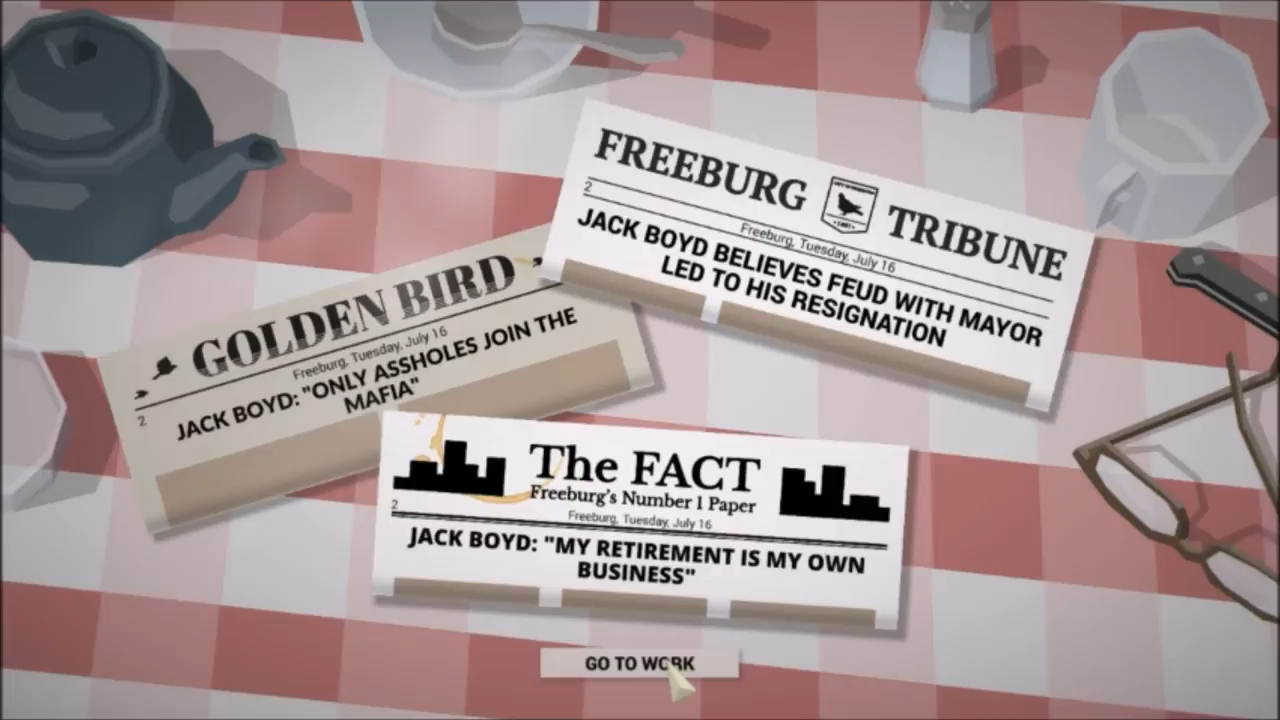 FREEBURG TRIBUNE
2
Freeburg, Tuesday, July 16
JACK BOYD BELIEVES FEUD WITH MAYOR
LED TO HIS RESIGNATION
GOLDEN BIRD
Freeburg, Tuesday, July 16
2
JACK BOYD: "ONLY ASSHOLES JOIN THE
MAFIA"
The FACT
Freeburg's Number 1 Paper
2
Freeburg, Tuesday, July 16
JACK BOYD: "MY RETIREMENT IS MY OWN
BUSINESS"
GO TO WORK